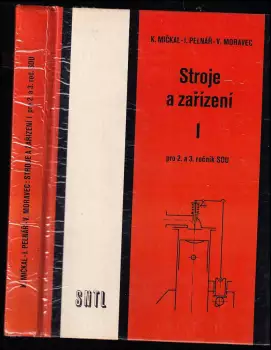 K. MIČKAL-I. PELNÁŘ-V. MORAVEC
Stroje
a zařízení
I
pro 2. a 3. ročník SOU
SNTL
K. MIČKAL-I. PELNÁŘ-V. MORAVEC: STROJE A ZAŘÍZENÍ I pro 2. a 3. roč. SOU